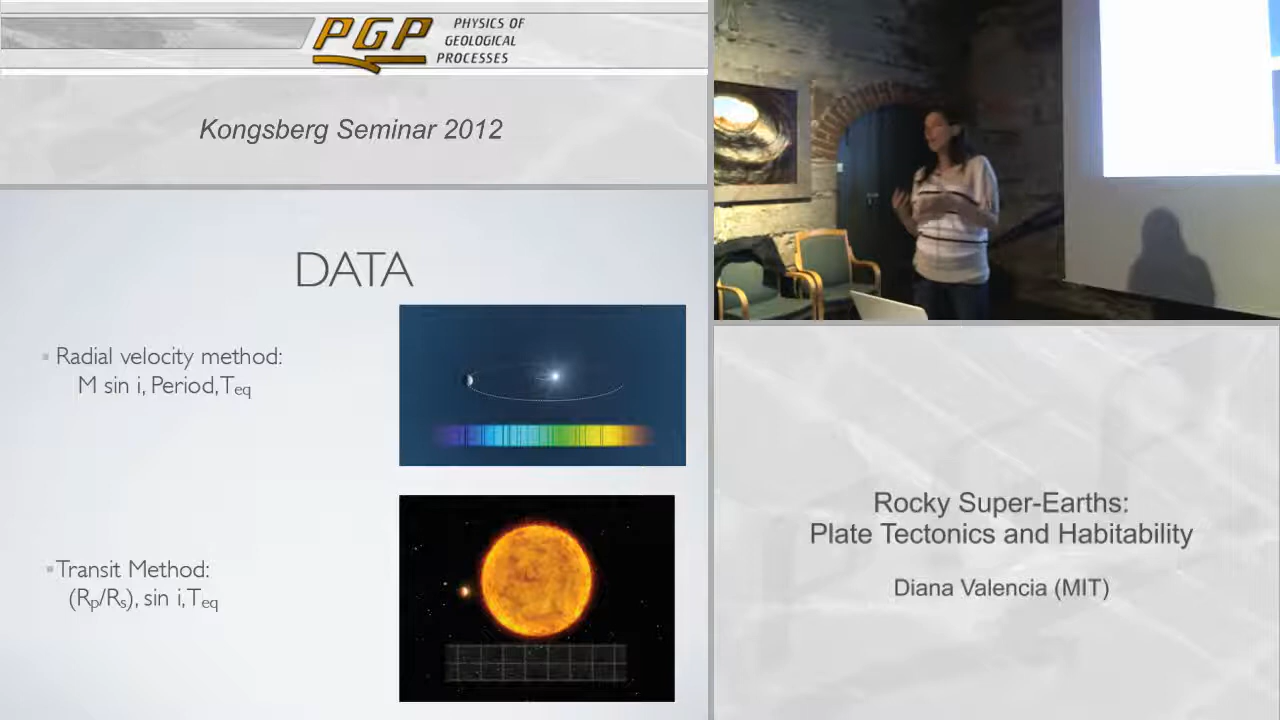 PGP
PHYSICS OF
GEOLOGICAL
PROCESSES
Kongsberg Seminar 2012
DATA
Radial velocity method:
M sin i, Period, Teq
Transit Method:
(Rp/Rs), sin i, Teq
Rocky Super-Earths:
Plate Tectonics and Habitability
Diana Valencia (MIT)